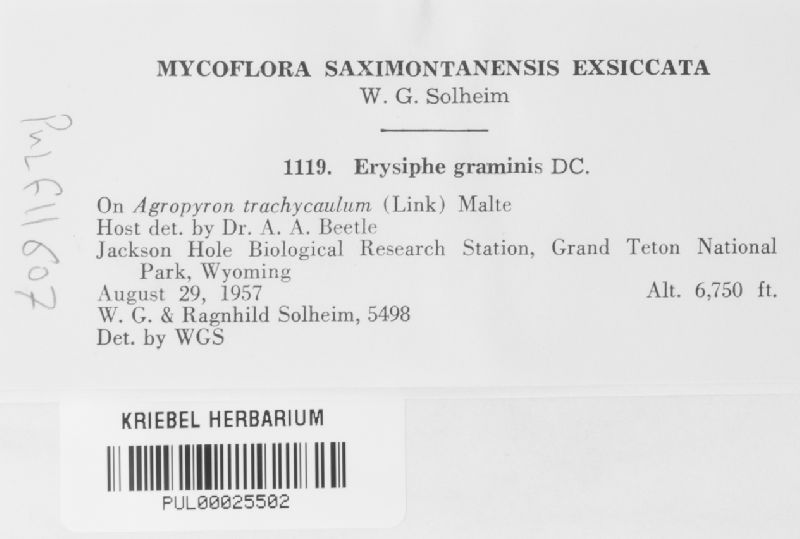 MYCOFLORA SAXIMONTANENSIS EXSICCATA
W. G. Solheim
1119. Erysiphe graminis DC.
On Agropyron trachycaulum (Link) Malte
Host det. by Dr. A. A. Beetle
Jackson Hole Biological Research Station, Grand Teton National
Park, Wyoming
August 29, 1957 Alt. 6,750 ft.
W. G. & Ragnhild Solheim, 5498
Det. by WGS
PUL F11607
KRIEBEL HERBARIUM
PUL00025502